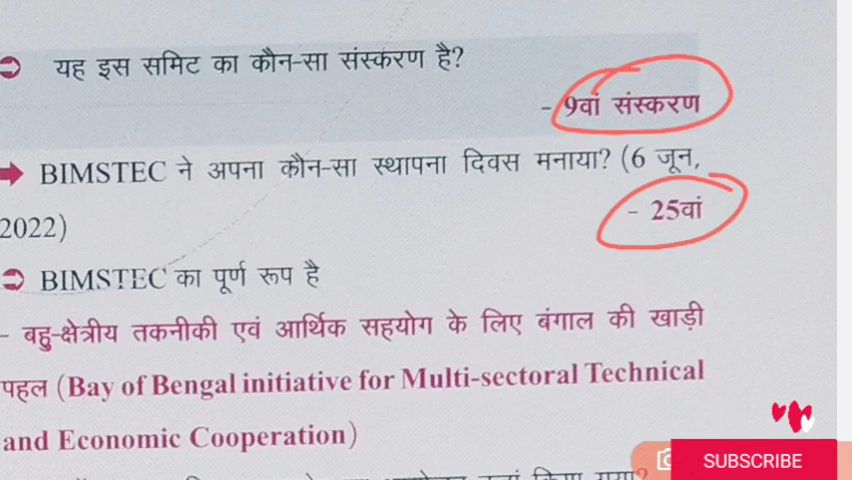 यह इस समिट का कौन-सा संस्करण है?
- 9वां संस्करण
BIMSTEC ने अपना कौन-सा स्थापना दिवस मनाया? (6 जून,
2022)
- 25वां
BIMSTEC का पूर्ण रूप है
- बहु-क्षेत्रीय तकनीकी एवं आर्थिक सहयोग के लिए बंगाल की खाड़ी
पहल (Bay of Bengal initiative for Multi-sectoral Technical
and Economic Cooperation)
किया गया?
SUBSCRIBE